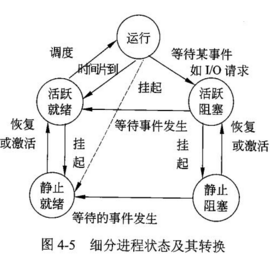 运行
调度
等待某事件
如 I/O 请求
时间片到
挂起
活跃
就绪
活跃
阻塞
等待事件发生
恢复
或激活
挂
起
挂
起
恢复
或激活
静止
就绪
静止
阻塞
等待的事件发生
图 4-5 细分进程状态及其转换